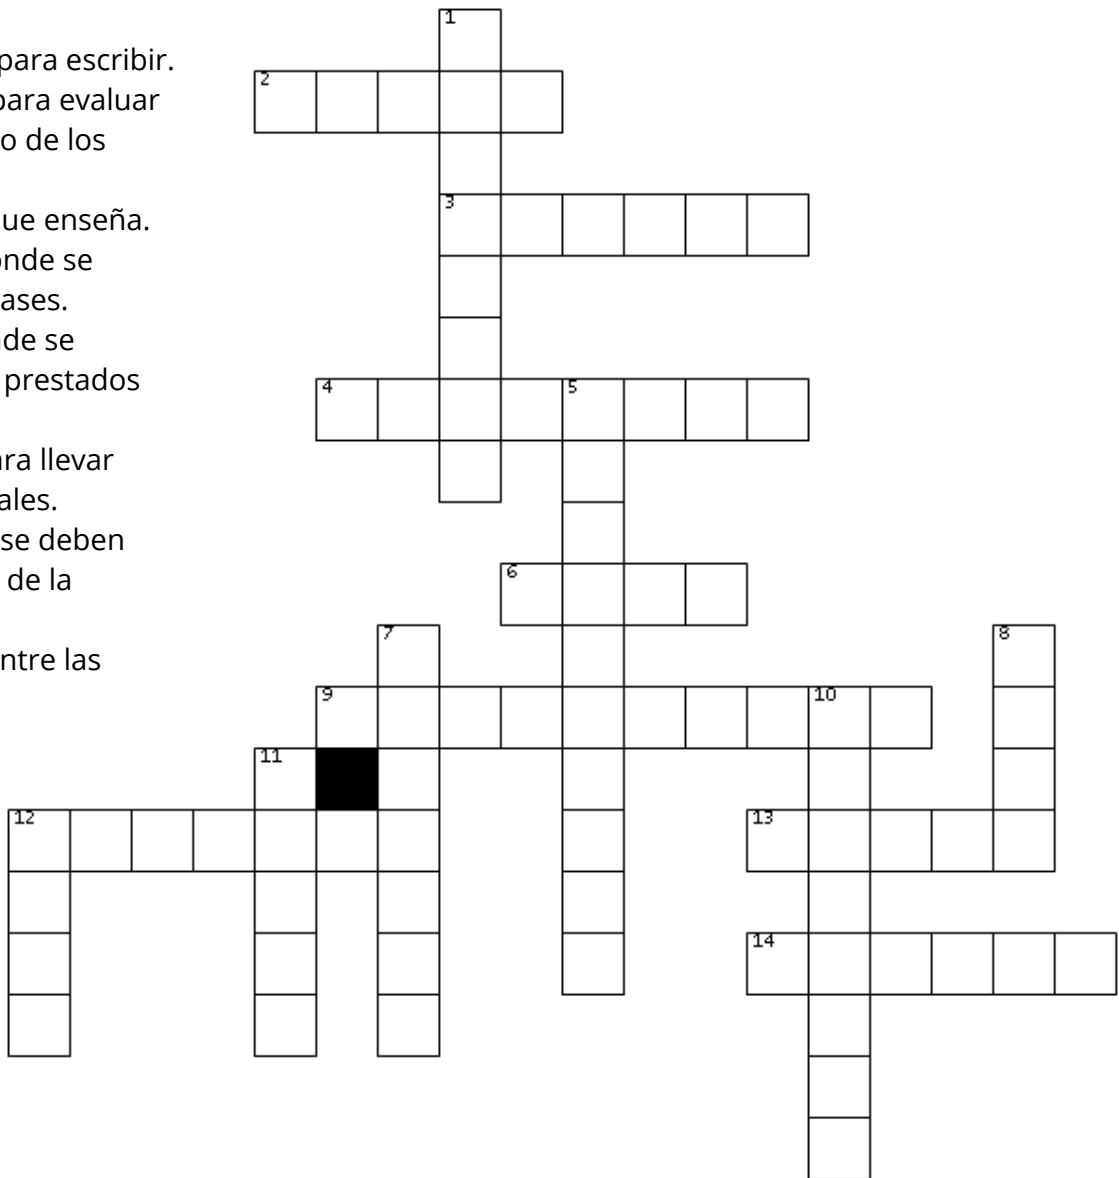 para escribir.
para evaluar
o de los
ue enseña.
onde se
ases.
de se
prestados
ara llevar
ales.
se deben
de la
ntre las
1
2
3
4 5
6
7 8
9 10
11
12 13
14